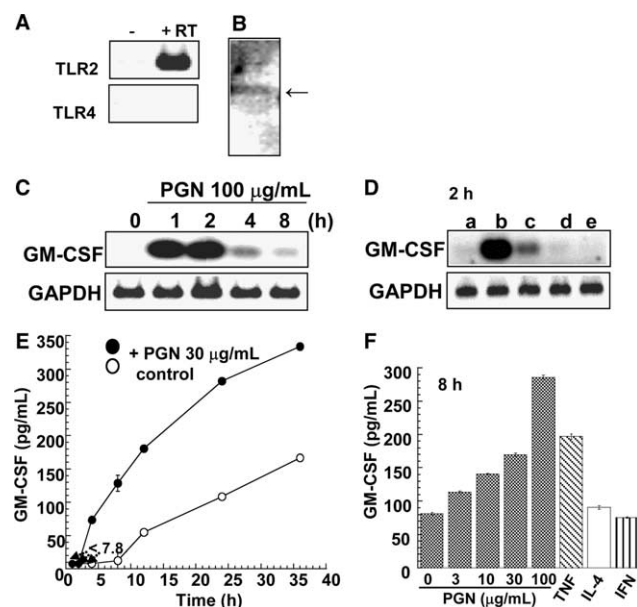 A
- + RT
TLR2
TLR4
B
←
C
PGN 100 μg/mL
0 1 2 4 8 (h)
GM-CSF
GAPDH
D
2 h
a b c d e
GM-CSF
GAPDH
E
● + PGN 30 μg/mL
○ control
350
300
250
200
150
100
50
0
GM-CSF (pg/mL)
< 7.8
0 5 10 15 20 25 30 35 40
Time (h)
F
8 h
350
300
250
200
150
100
50
0
GM-CSF (pg/mL)
0 3 10 30 100 TNF IL-4 IFN
PGN (μg/mL)